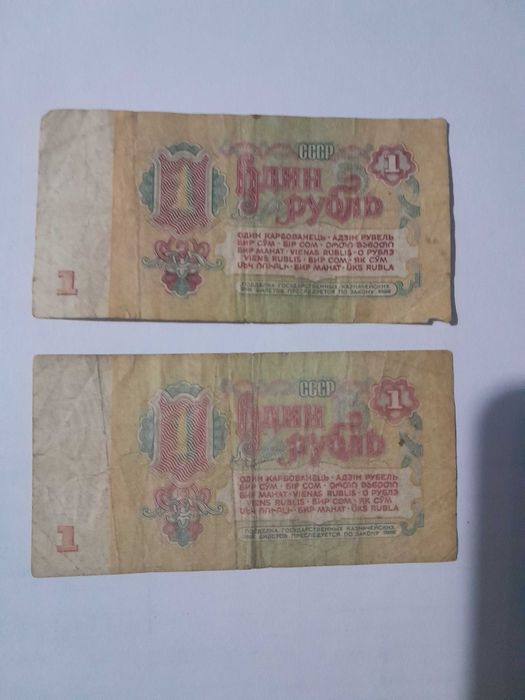 СССР
1
1
Один
рубль
ОДИН КАРБОВАНЕЦЬ · АДЗІН РУБЕЛЬ
БИР СЎМ · БІР СОМ · ᲝᲠᲗᲘ ᲛᲐᲜᲔᲗᲘ
БИР МАНАТ · VIENAS RUBLIS · О РУБЛЭ
VIENS RUBLIS · БИР СОМ · ЯК СЎМ
ՄԵԿ ՌՈՒԲԼԻ · БИР МАНАТ · ÜKS RUBLA
1
ПОДДЕЛКА ГОСУДАРСТВЕННЫХ КАЗНАЧЕЙСКИХ
БИЛЕТОВ ПРЕСЛЕДУЕТСЯ ПО ЗАКОНУ
СССР
1
1
Один
рубль
ОДИН КАРБОВАНЕЦЬ · АДЗІН РУБЕЛЬ
БИР СЎМ · БІР СОМ
БИР МАНАТ · VIENAS RUBLIS · О РУБЛЭ
VIENS RUBLIS · БИР СОМ · ЯК СЎМ
ՄԵԿ ՌՈՒԲԼԻ · БИР МАНАТ · ÜKS RUBLA
1
ПОДДЕЛКА ГОСУДАРСТВЕННЫХ КАЗНАЧЕЙСКИХ
БИЛЕТОВ ПРЕСЛЕДУЕТСЯ ПО ЗАКОНУ